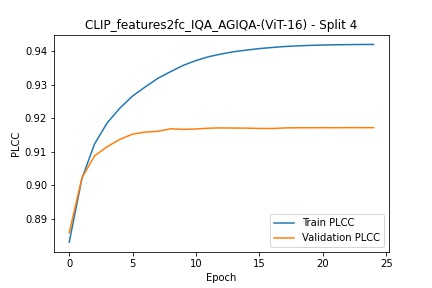 CLIP_features2fc_IQA_AGIQA-(ViT-16) - Split 4
PLCC
0.94
0.93
0.92
0.91
0.90
0.89
0
5
10
15
20
25
Epoch
Train PLCC
Validation PLCC